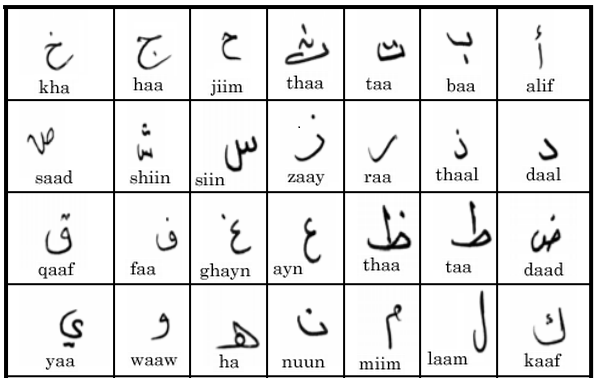 أ ب ت ث ح ج خ
kha haa jiim thaa taa baa alif
د ذ ر ز س ش ص
saad shiin siin zaay raa thaal daal
ض ط ظ ع غ ف ق
qaaf faa ghayn ayn thaa taa daad
ك ل م ن ه و ي
yaa waaw ha nuun miim laam kaaf